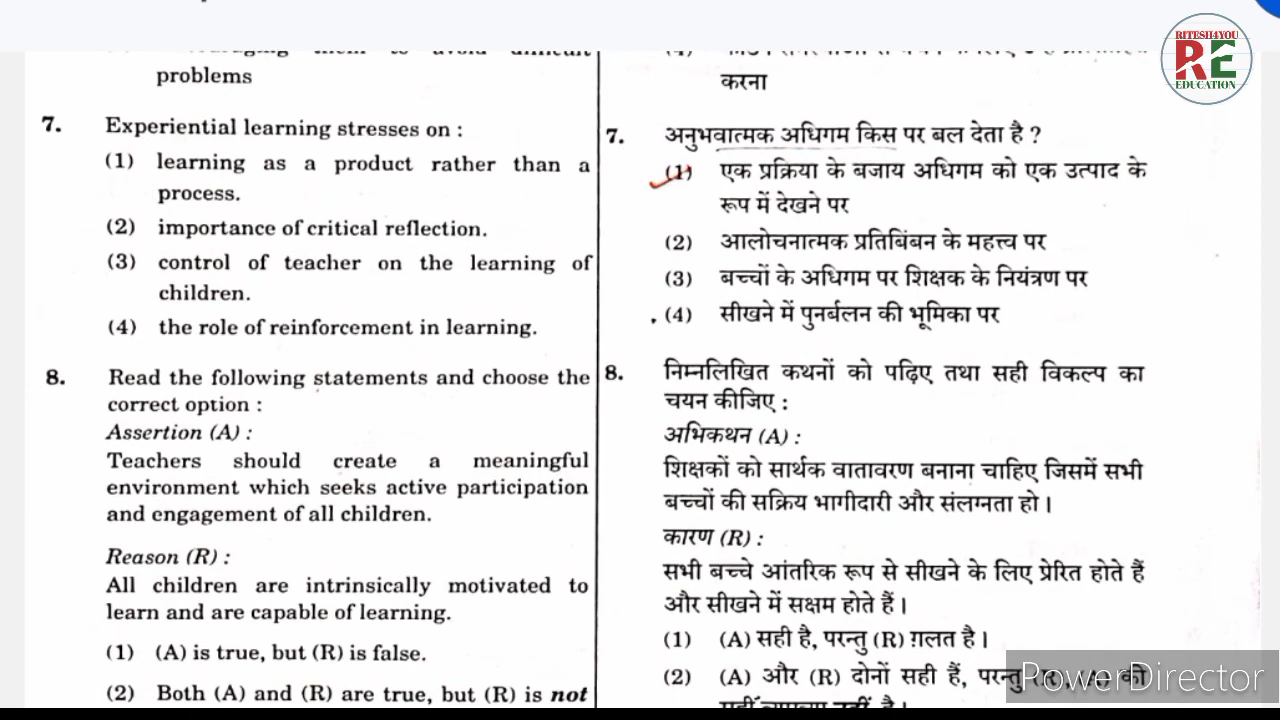 RITESH4YOU
RE
EDUCATION
problems
7. Experiential learning stresses on :
(1) learning as a product rather than a
process.
(2) importance of critical reflection.
(3) control of teacher on the learning of
children.
(4) the role of reinforcement in learning.
8. Read the following statements and choose the
correct option :
Assertion (A) :
Teachers should create a meaningful
environment which seeks active participation
and engagement of all children.
Reason (R) :
All children are intrinsically motivated to
learn and are capable of learning.
(1) (A) is true, but (R) is false.
(2) Both (A) and (R) are true, but (R) is not
करना
7. अनुभवात्मक अधिगम किस पर बल देता है ?
(1) एक प्रक्रिया के बजाय अधिगम को एक उत्पाद के
रूप में देखने पर
(2) आलोचनात्मक प्रतिबिंबन के महत्त्व पर
(3) बच्चों के अधिगम पर शिक्षक के नियंत्रण पर
(4) सीखने में पुनर्बलन की भूमिका पर
8. निम्नलिखित कथनों को पढ़िए तथा सही विकल्प का
चयन कीजिए :
अभिकथन (A) :
शिक्षकों को सार्थक वातावरण बनाना चाहिए जिसमें सभी
बच्चों की सक्रिय भागीदारी और संलग्नता हो ।
कारण (R) :
सभी बच्चे आंतरिक रूप से सीखने के लिए प्रेरित होते हैं
और सीखने में सक्षम होते हैं ।
(1) (A) सही है, परन्तु (R) ग़लत है ।
(2) (A) और (R) दोनों सही हैं, परन्तु (R), (A) की
PowerDirector